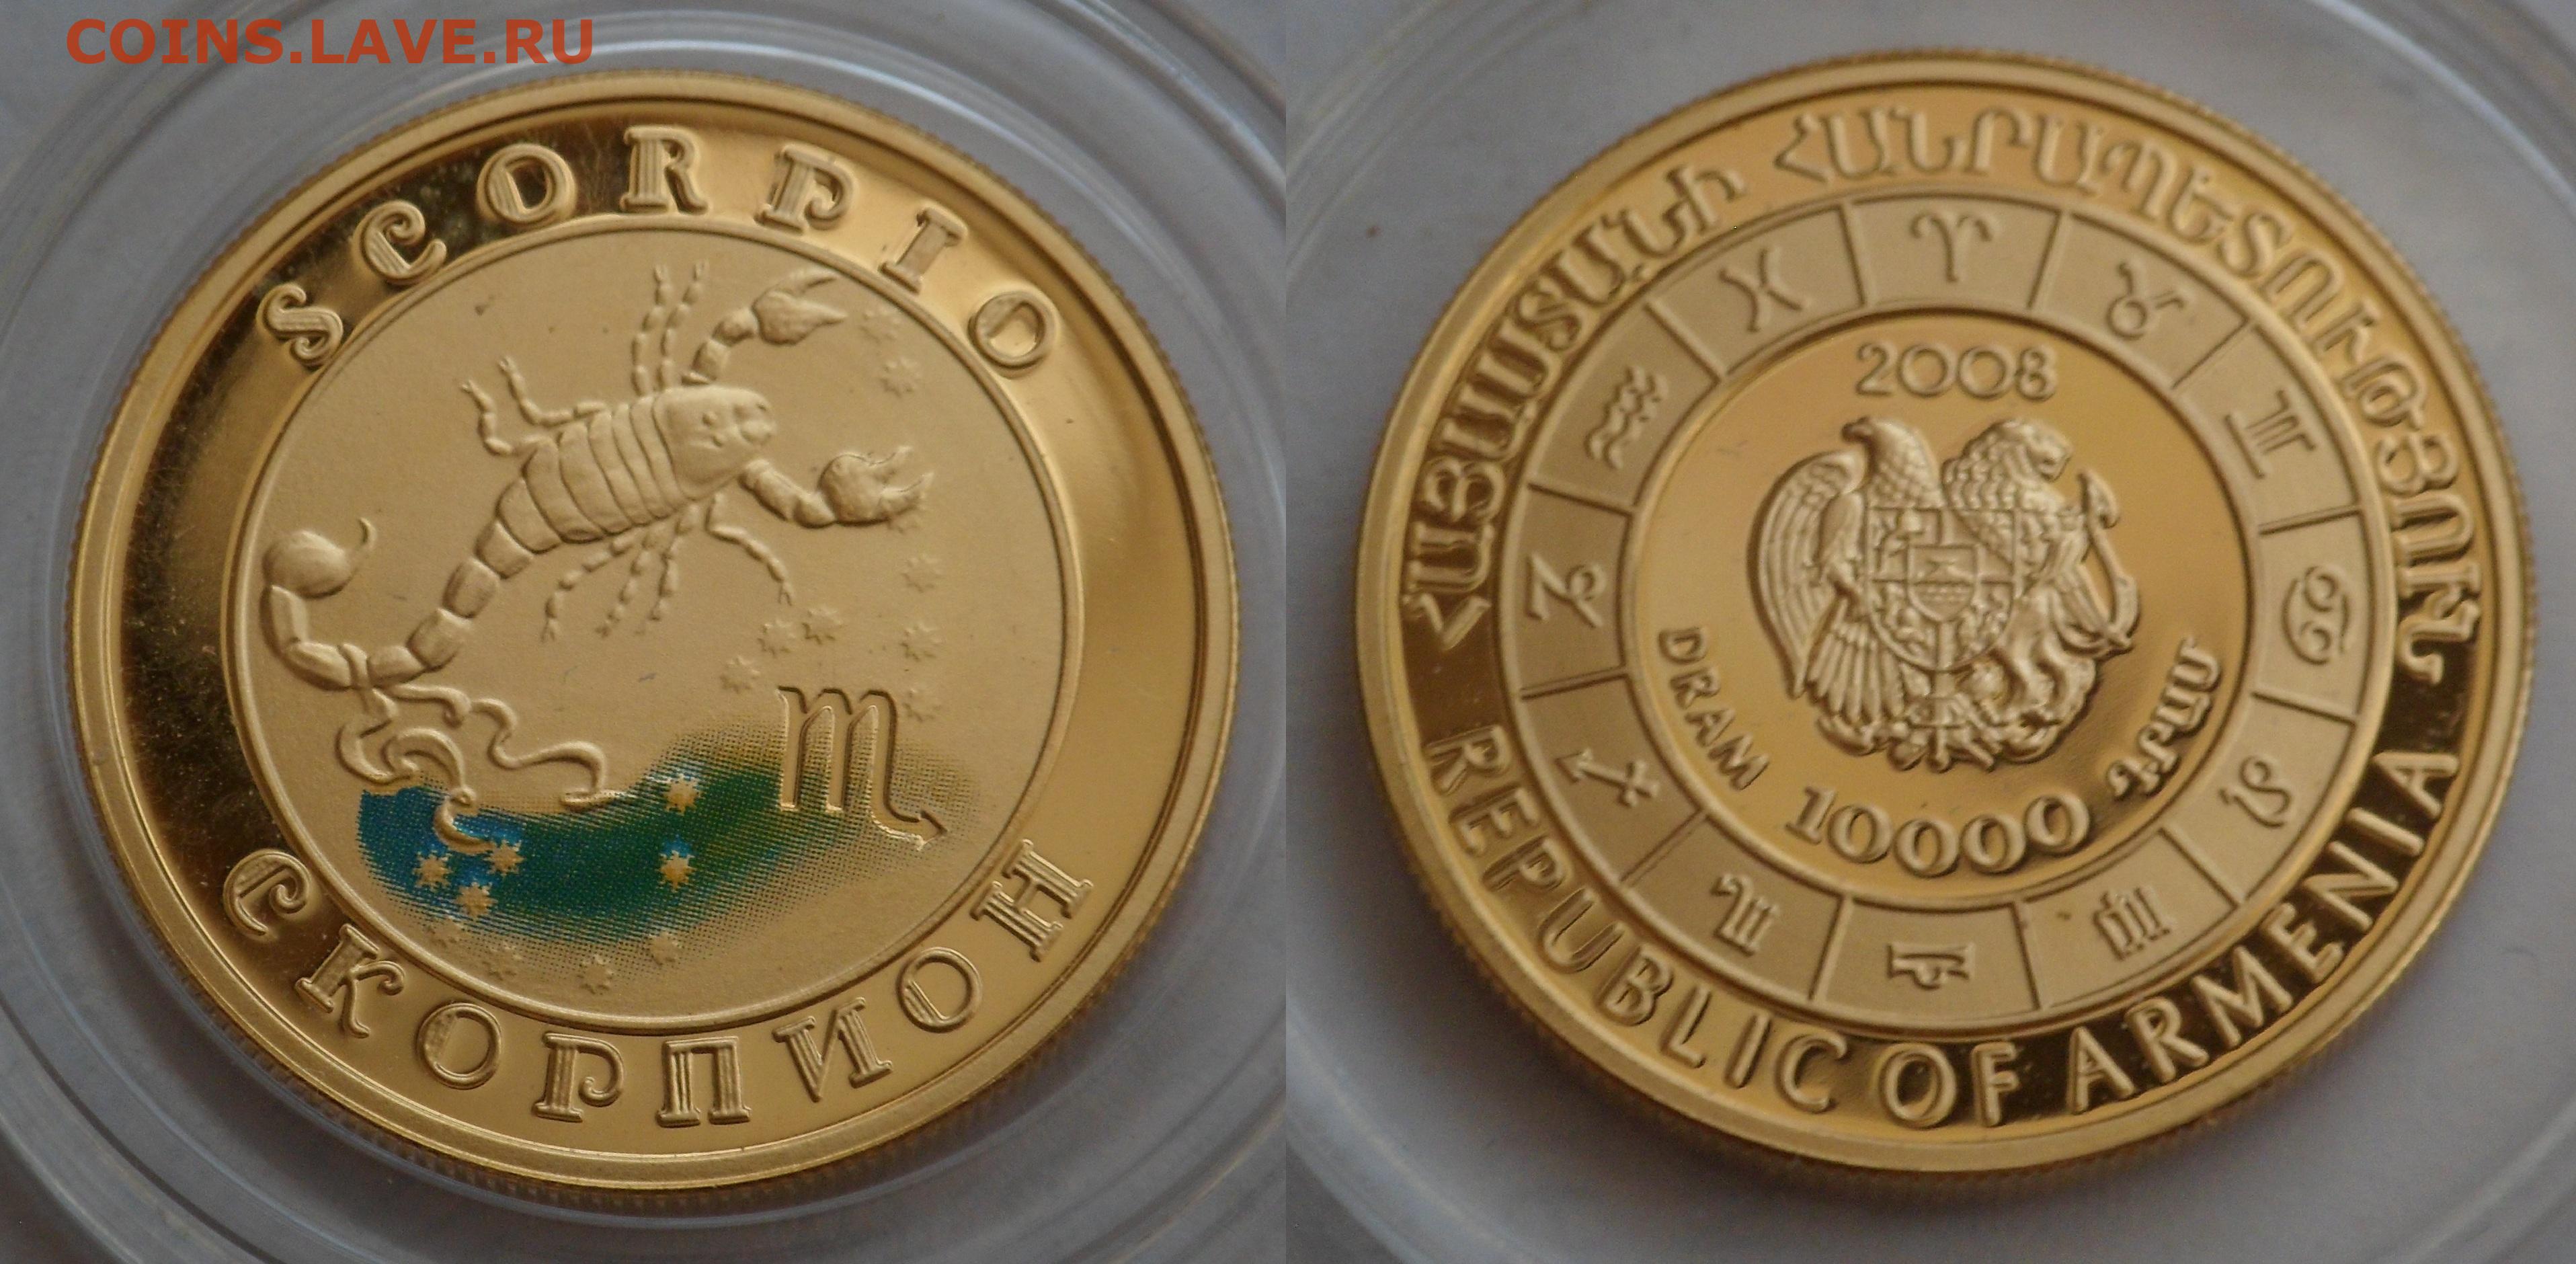 COINS.LAVE.RU
SCORPIO
СКОРПИОН
ՀԱՅԱՍՏԱՆԻ ՀԱՆՐԱՊԵՏՈՒԹՅՈՒՆ
2008
DRAM 10000 ԴՐԱՄ
REPUBLIC OF ARMENIA